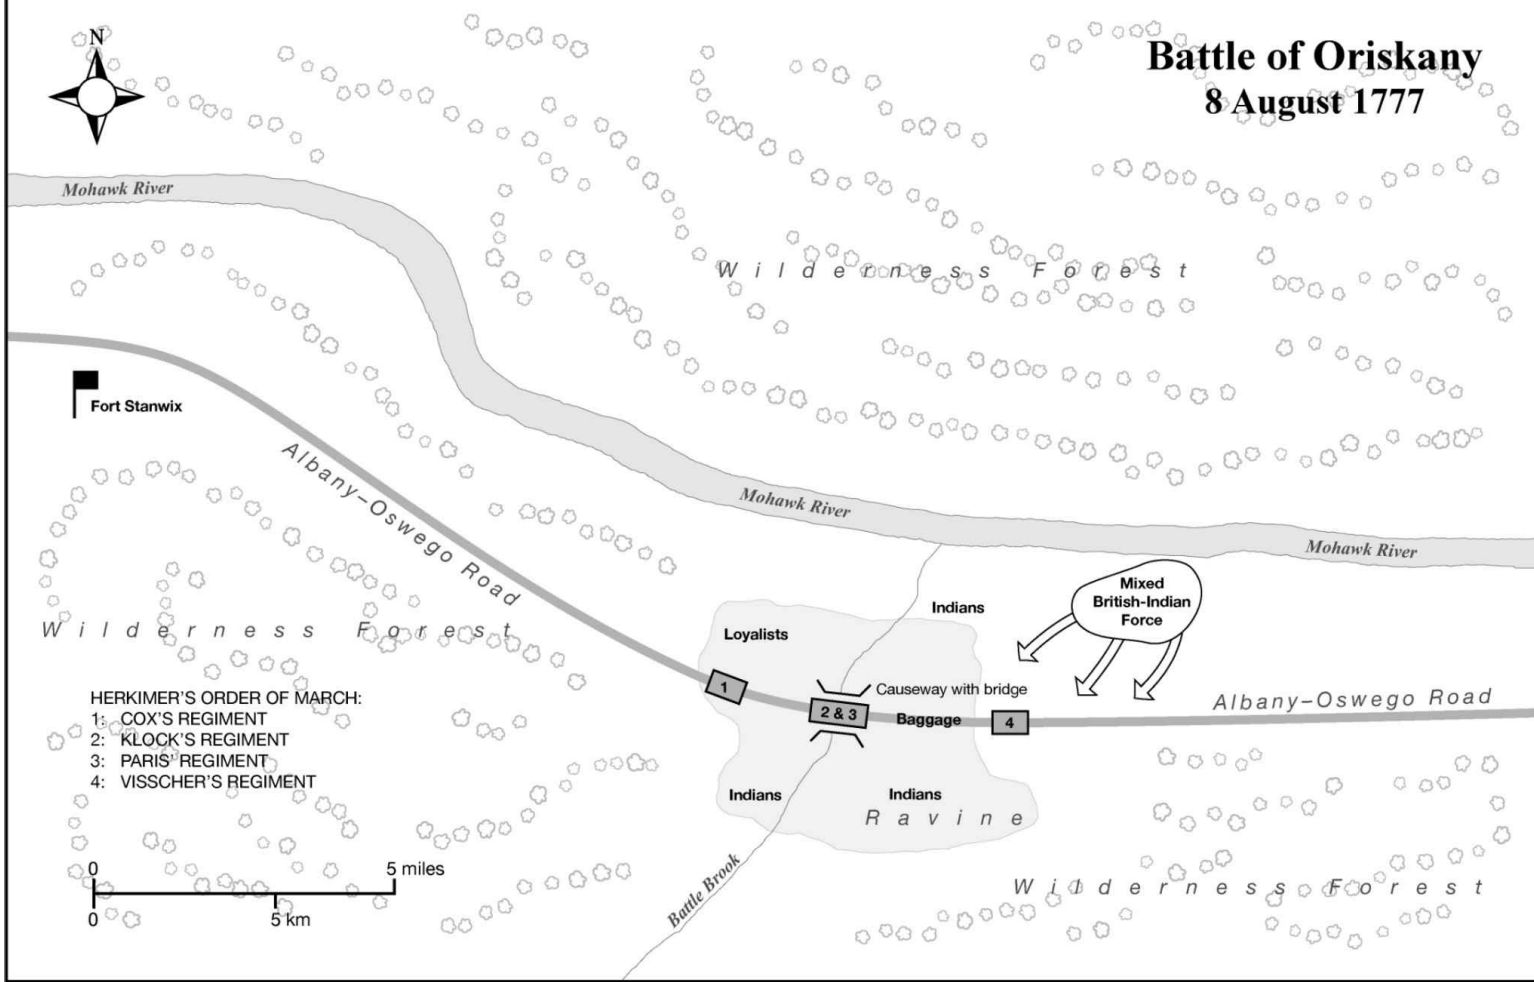 N
Battle of Oriskany
8 August 1777
Mohawk River
Wilderness Forest
Fort Stanwix
Albany–Oswego Road
Mohawk River
Mohawk River
Mixed
British-Indian
Force
Indians
Loyalists
Wilderness Forest
1
2 & 3
Causeway with bridge
Baggage
4
Albany–Oswego Road
HERKIMER'S ORDER OF MARCH:
1: COX'S REGIMENT
2: KLOCK'S REGIMENT
3: PARIS' REGIMENT
4: VISSCHER'S REGIMENT
Indians
Indians
Ravine
Battle Brook
Wilderness Forest
0 5 miles
0 5 km